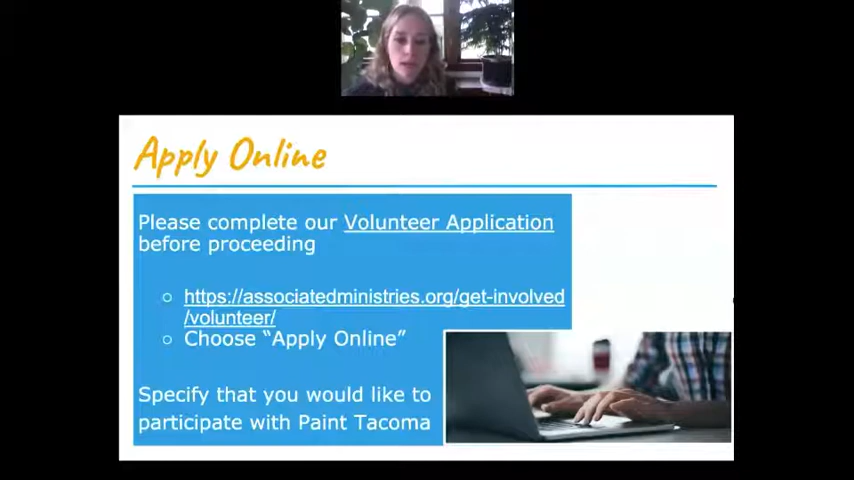 Apply Online
Please complete our Volunteer Application
before proceeding
https://associatedministries.org/get-involved
/volunteer/
Choose “Apply Online”
Specify that you would like to
participate with Paint Tacoma